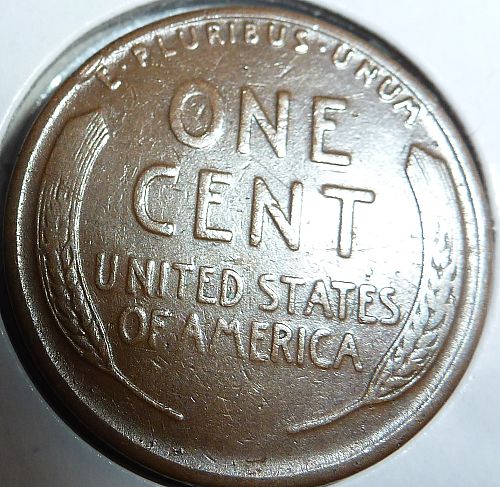 E · PLURIBUS · UNUM
ONE
CENT
UNITED STATES
OF AMERICA